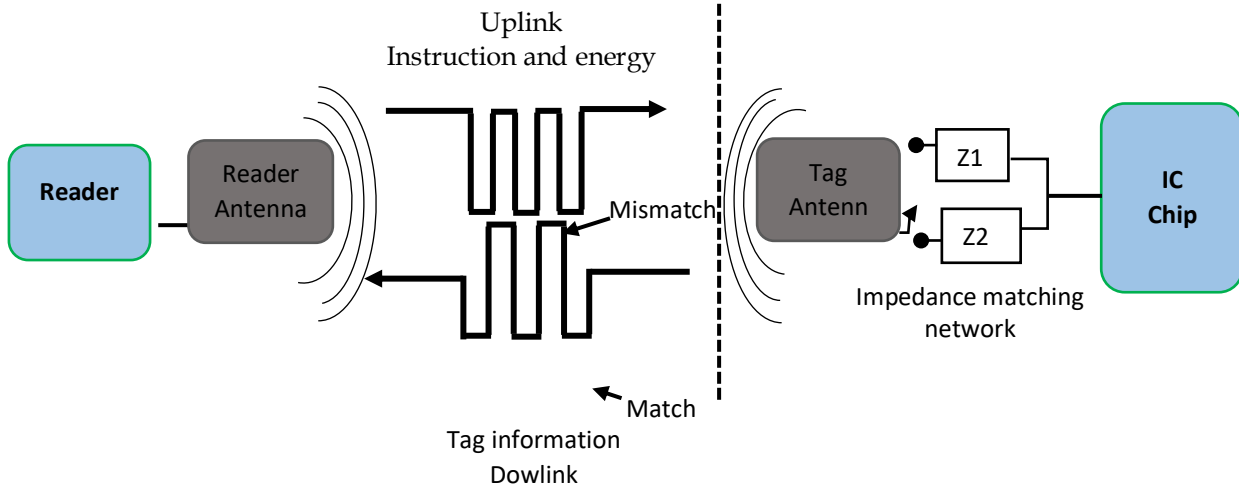 Uplink
Instruction and energy
Reader
Reader
Antenna
Mismatch
Tag
Antenn
Z1
Z2
IC
Chip
Impedance matching
network
Match
Tag information
Dowlink